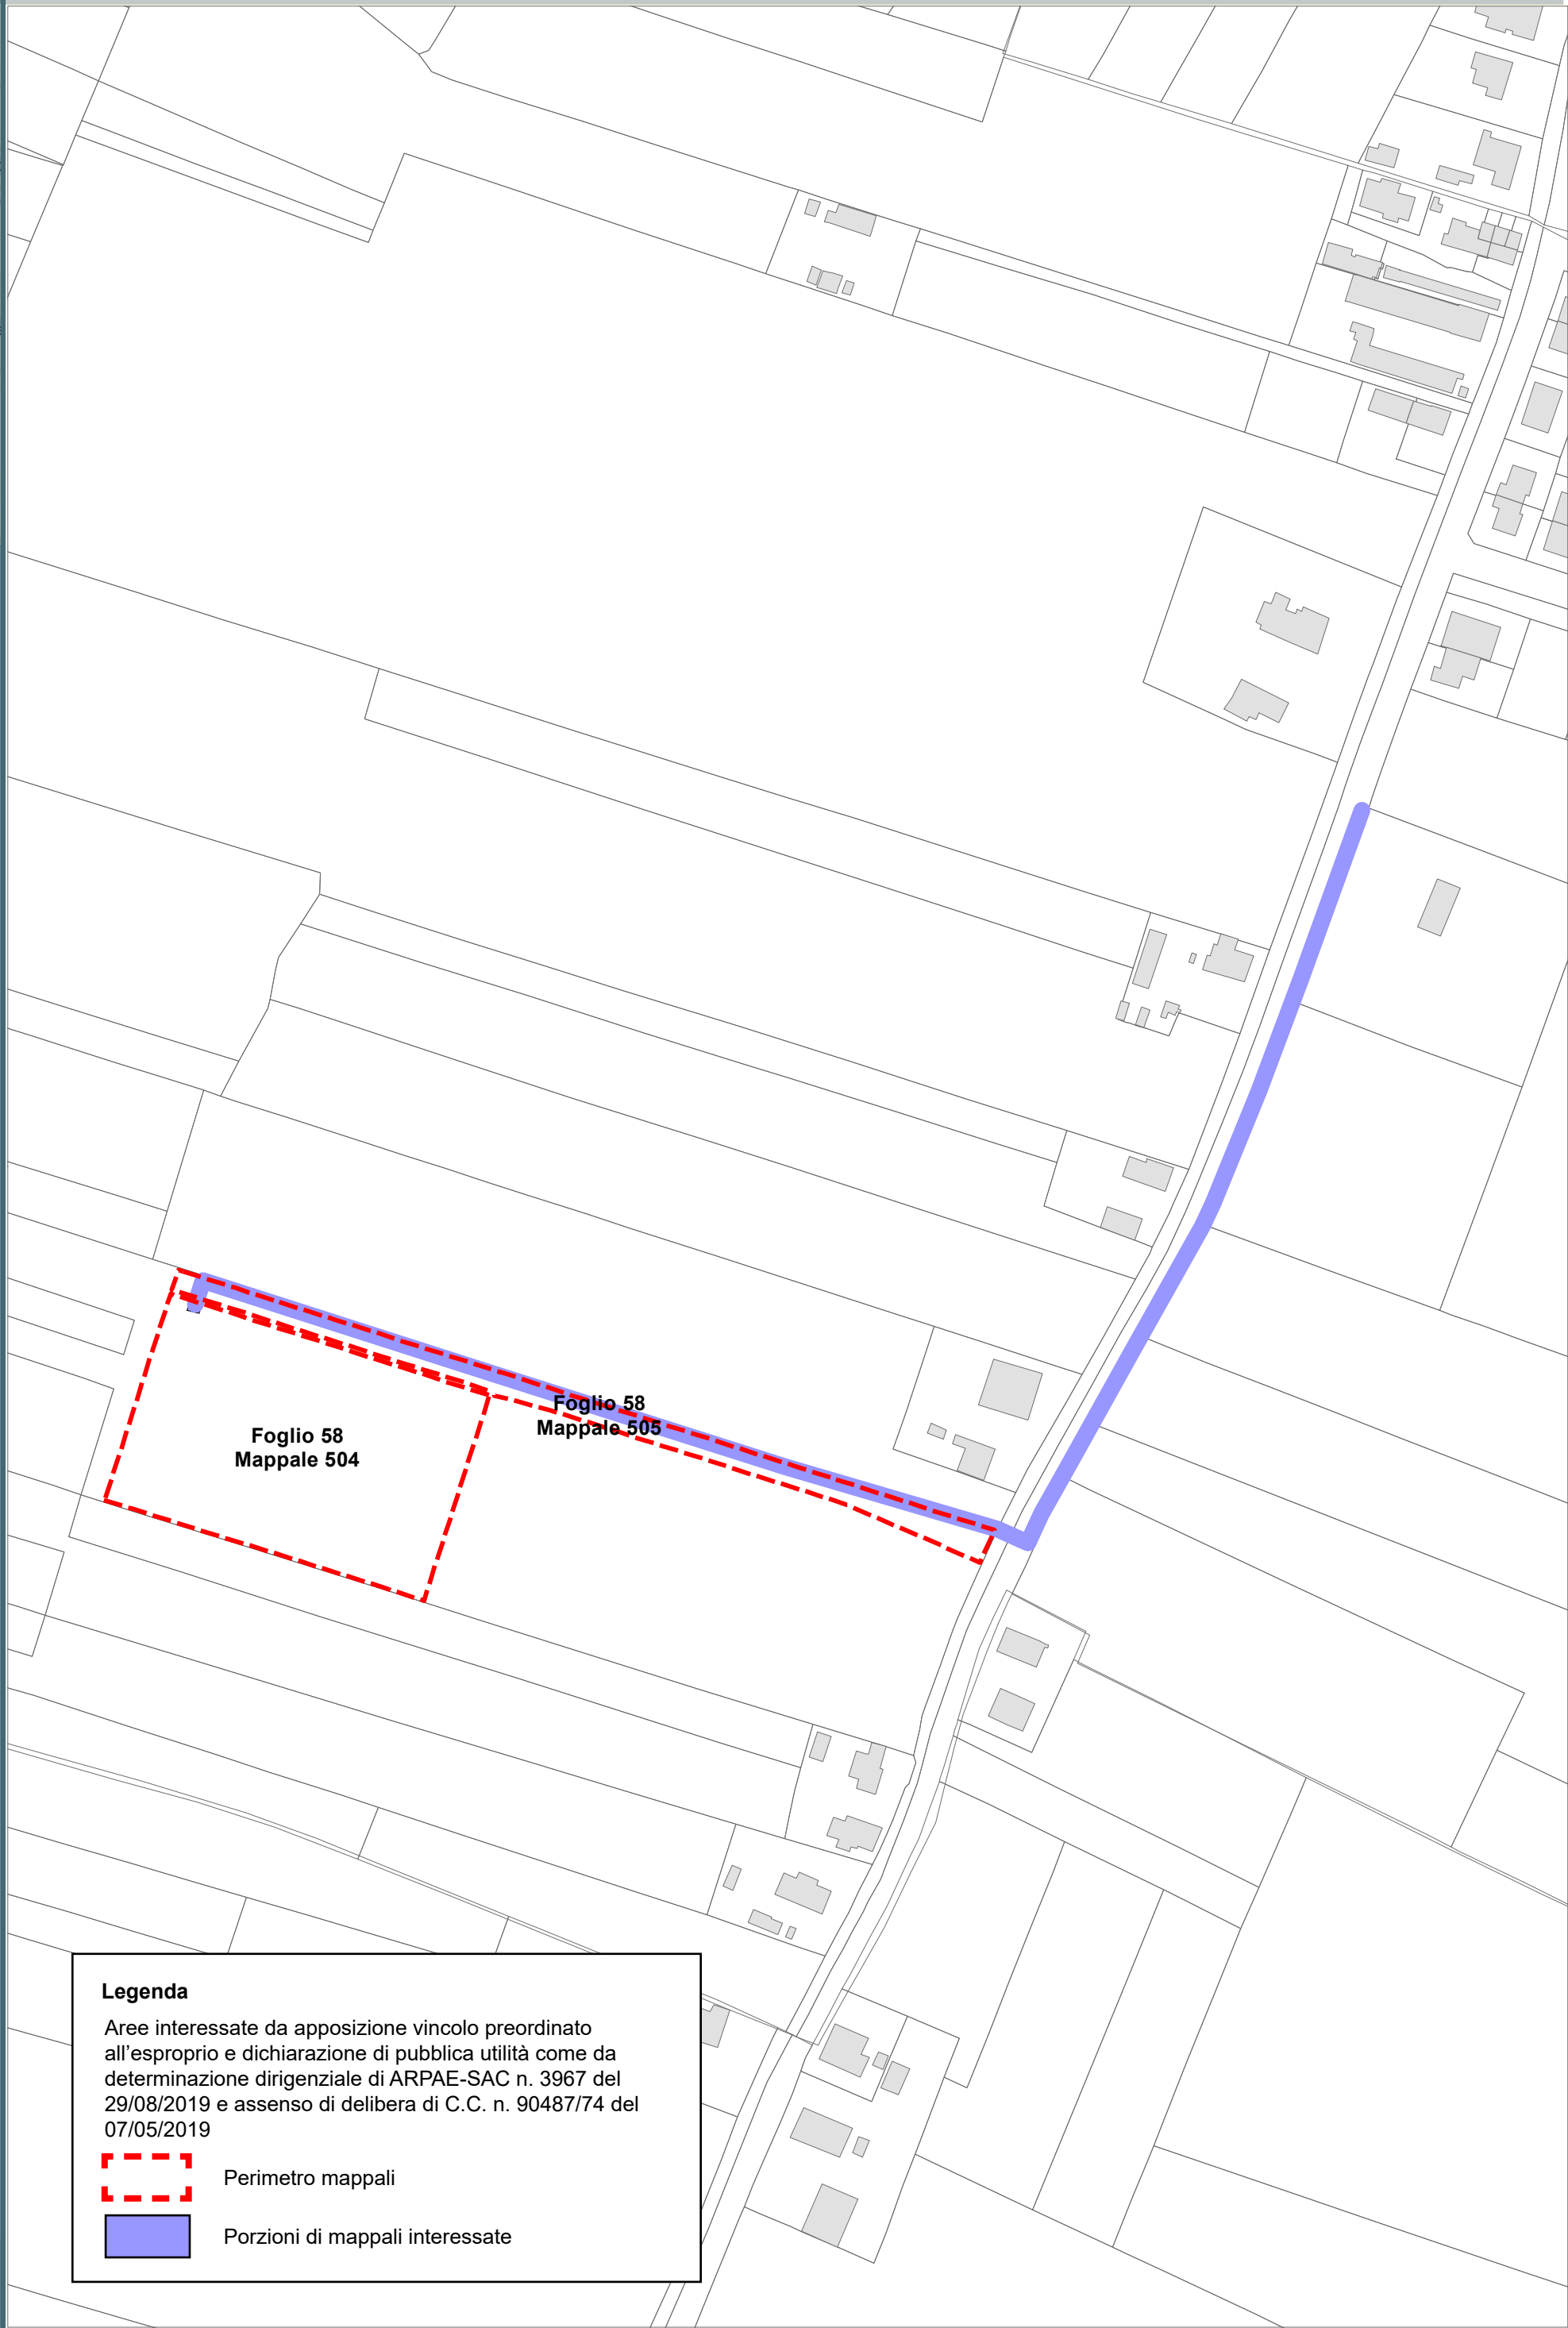 Foglio 58
Mappale 505
Foglio 58
Mappale 504
Legenda
Aree interessate da apposizione vincolo preordinato
all'esproprio e dichiarazione di pubblica utilità come da
determinazione dirigenziale di ARPAE-SAC n. 3967 del
29/08/2019 e assenso di delibera di C.C. n. 90487/74 del
07/05/2019
Perimetro mappali
Porzioni di mappali interessate